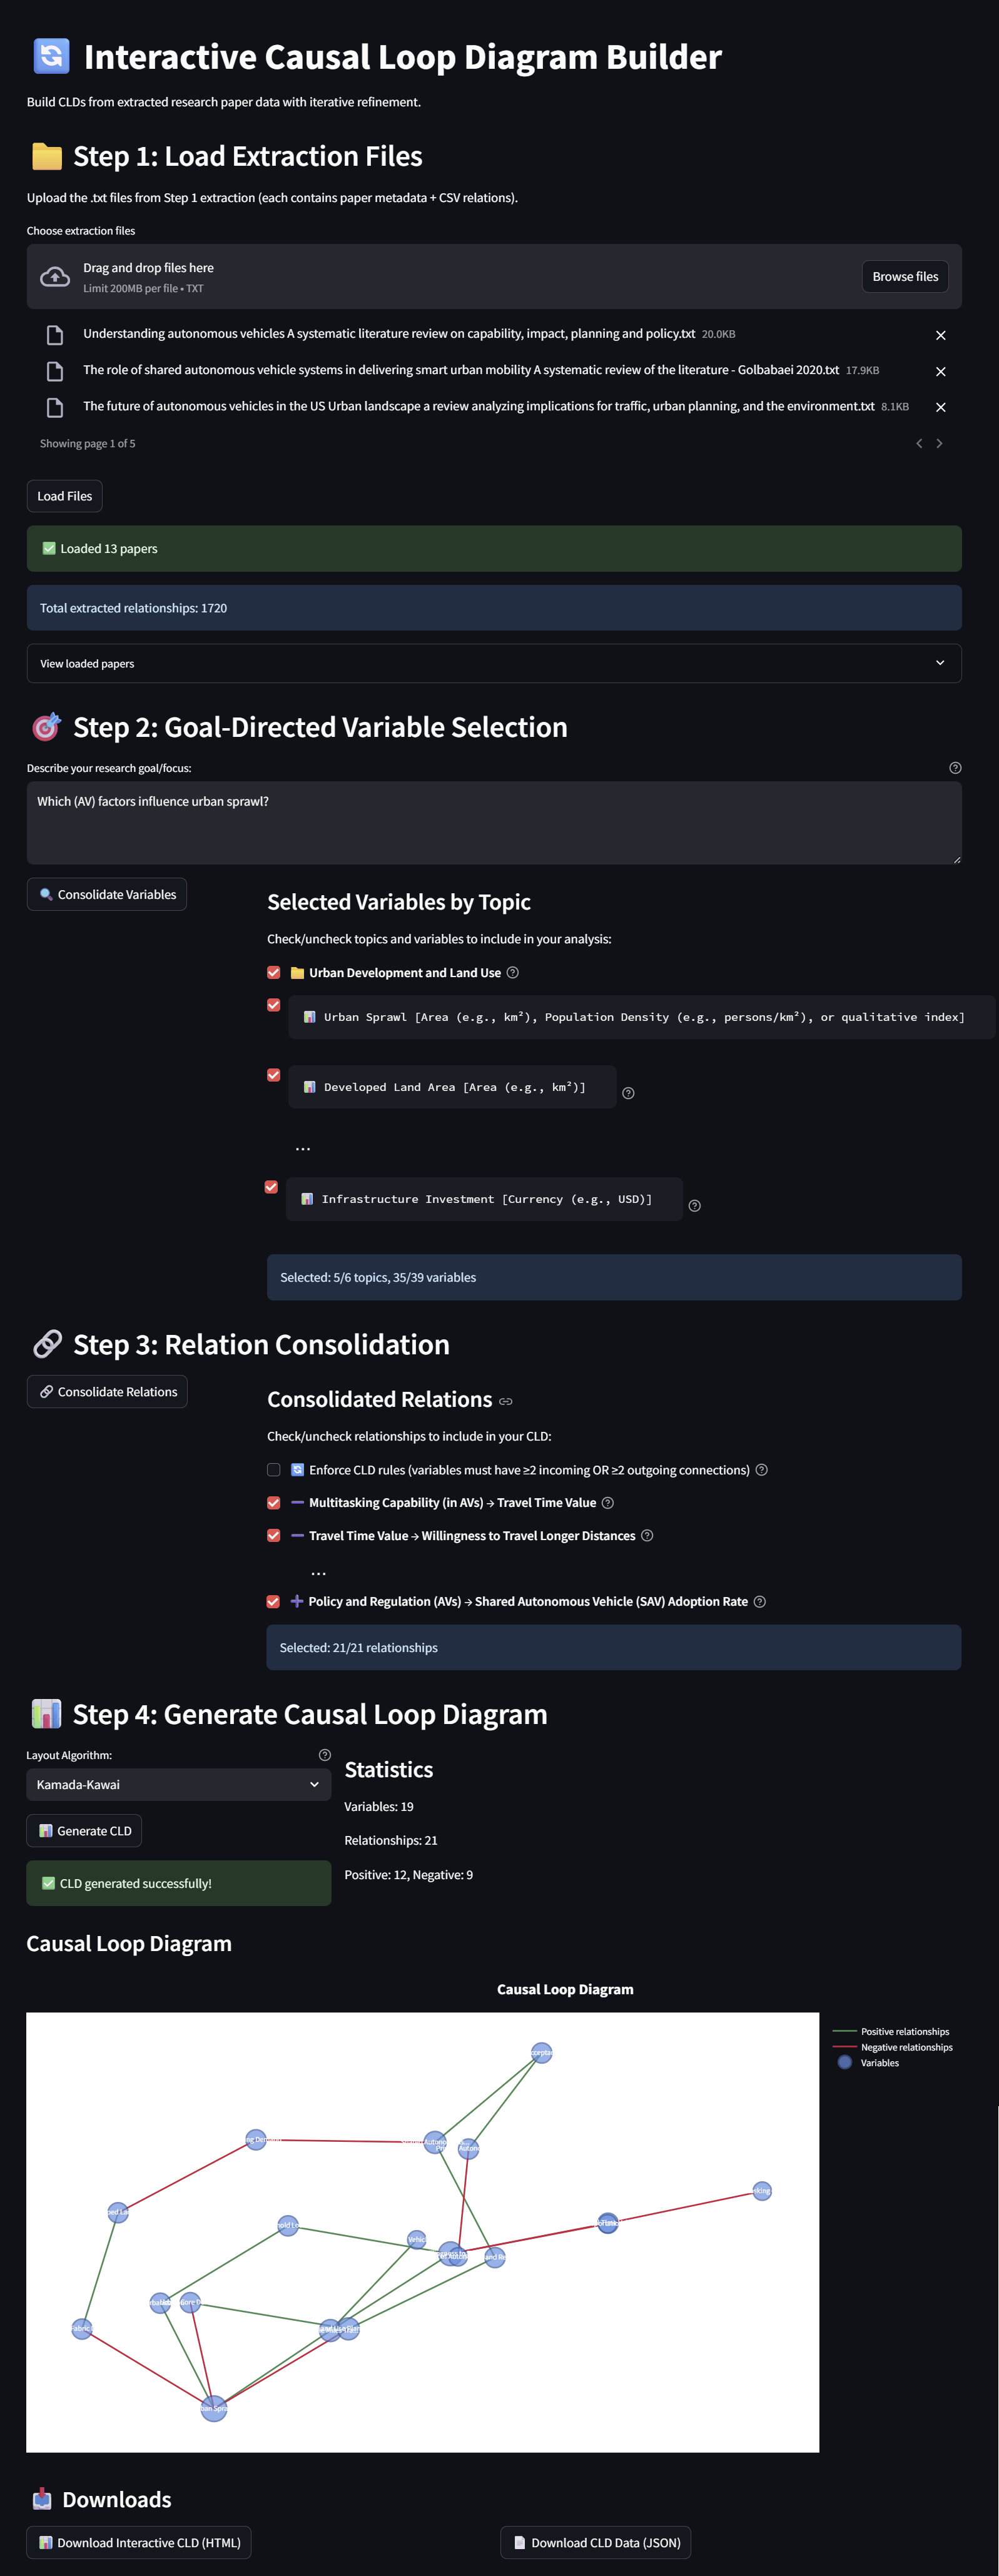 Interactive Causal Loop Diagram Builder
Build CLDs from extracted research paper data with iterative refinement.
Step 1: Load Extraction Files
Upload the .txt files from Step 1 extraction (each contains paper metadata + CSV relations).
Choose extraction files
Drag and drop files here
Limit 200MB per file • TXT
Browse files
Understanding autonomous vehicles A systematic literature review on capability, impact, planning and policy.txt 20.0KB
The role of shared autonomous vehicle systems in delivering smart urban mobility A systematic review of the literature - Golbabaei 2020.txt 17.9KB
The future of autonomous vehicles in the US Urban landscape a review analyzing implications for traffic, urban planning, and the environment.txt 8.1KB
Showing page 1 of 5
Load Files
Loaded 13 papers
Total extracted relationships: 1720
View loaded papers
Step 2: Goal-Directed Variable Selection
Describe your research goal/focus:
Which (AV) factors influence urban sprawl?
Consolidate Variables
Selected Variables by Topic
Check/uncheck topics and variables to include in your analysis:
Urban Development and Land Use
Urban Sprawl [Area (e.g., km²), Population Density (e.g., persons/km²), or qualitative index]
Developed Land Area [Area (e.g., km²)]
...
Infrastructure Investment [Currency (e.g., USD)]
Selected: 5/6 topics, 35/39 variables
Step 3: Relation Consolidation
Consolidate Relations
Consolidated Relations
Check/uncheck relationships to include in your CLD:
Enforce CLD rules (variables must have ≥2 incoming OR ≥2 outgoing connections)
Multitasking Capability (in AVs) → Travel Time Value
Travel Time Value → Willingness to Travel Longer Distances
...
Policy and Regulation (AVs) → Shared Autonomous Vehicle (SAV) Adoption Rate
Selected: 21/21 relationships
Step 4: Generate Causal Loop Diagram
Layout Algorithm:
Kamada-Kawai
Generate CLD
CLD generated successfully!
Statistics
Variables: 19
Relationships: 21
Positive: 12, Negative: 9
Causal Loop Diagram
Causal Loop Diagram
Positive relationships
Negative relationships
Variables
Downloads
Download Interactive CLD (HTML)
Download CLD Data (JSON)